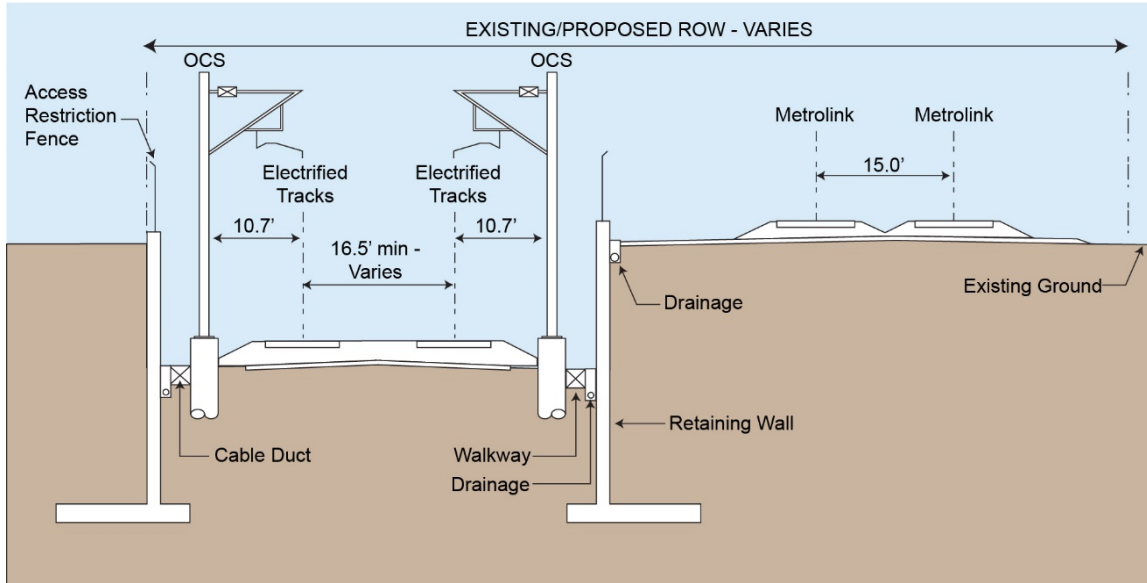 EXISTING/PROPOSED ROW - VARIES
OCS
OCS
Access
Restriction
Fence
Metrolink
Metrolink
15.0'
Electrified
Tracks
Electrified
Tracks
10.7'
10.7'
16.5' min -
Varies
Drainage
Existing Ground
Retaining Wall
Cable Duct
Walkway
Drainage